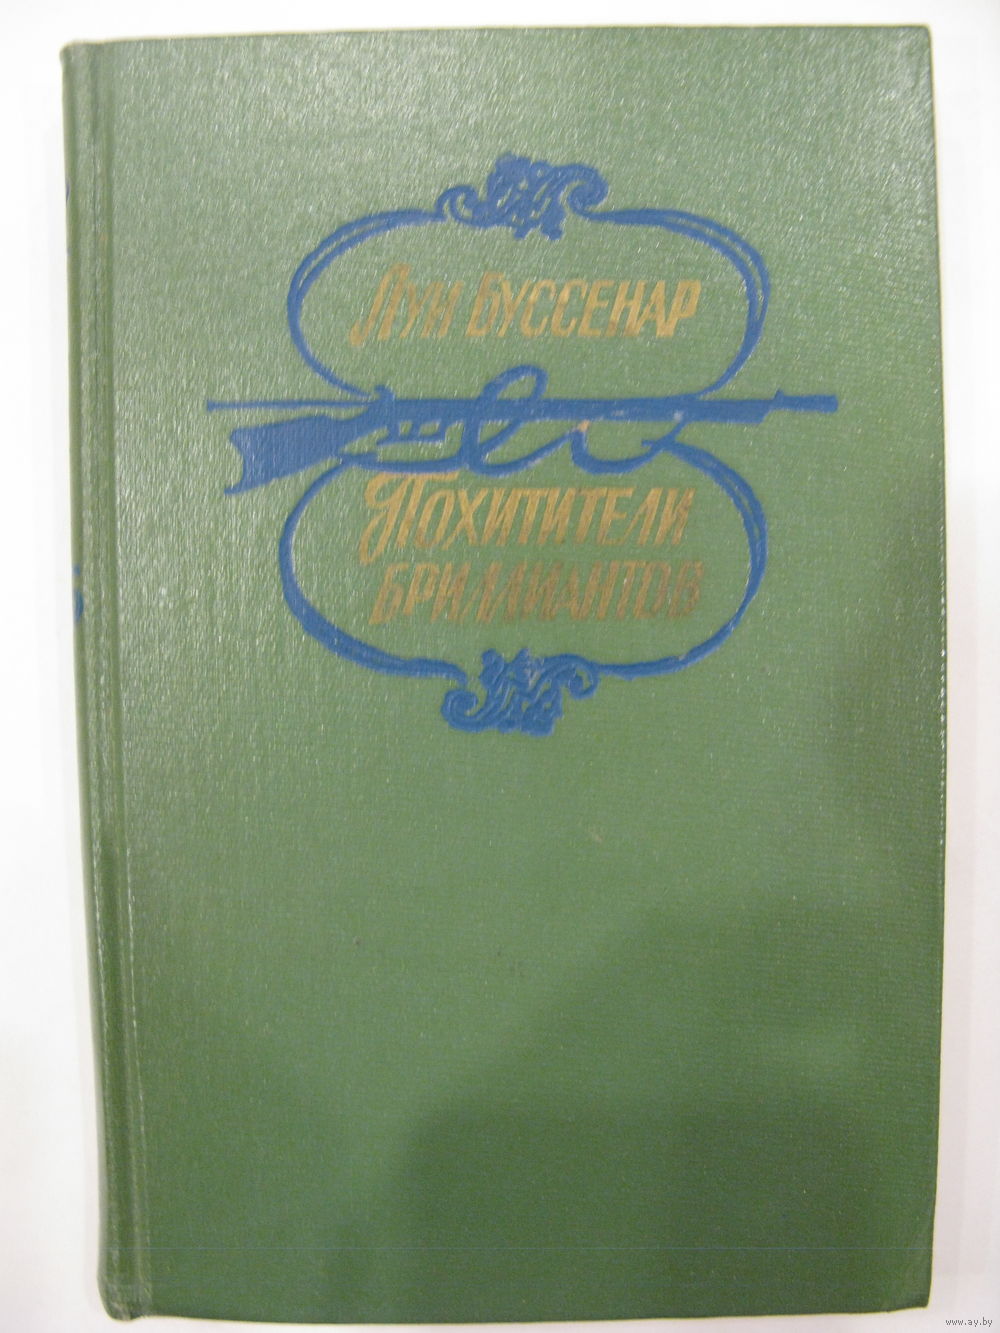 Луи Буссенар
Похитители
бриллиантов
www.ay.by